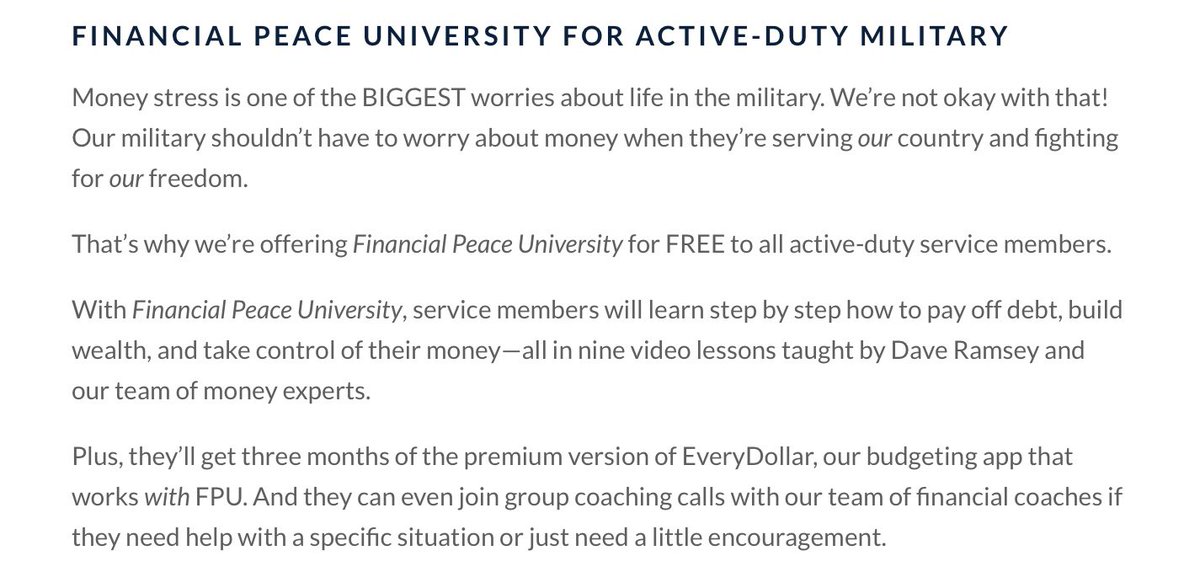 FINANCIAL PEACE UNIVERSITY FOR ACTIVE-DUTY MILITARY
Money stress is one of the BIGGEST worries about life in the military. We’re not okay with that!
Our military shouldn’t have to worry about money when they’re serving our country and fighting
for our freedom.
That’s why we’re offering Financial Peace University for FREE to all active-duty service members.
With Financial Peace University, service members will learn step by step how to pay off debt, build
wealth, and take control of their money—all in nine video lessons taught by Dave Ramsey and
our team of money experts.
Plus, they’ll get three months of the premium version of EveryDollar, our budgeting app that
works with FPU. And they can even join group coaching calls with our team of financial coaches if
they need help with a specific situation or just need a little encouragement.